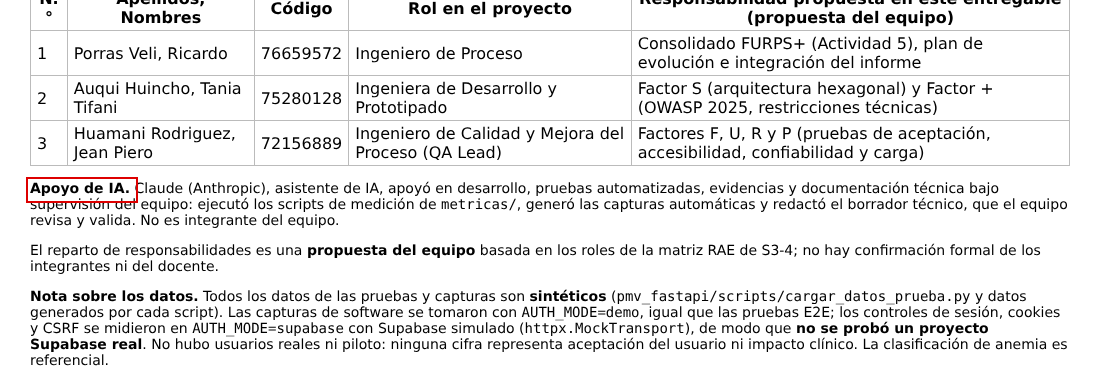 N.
°
Apellidos,
Nombres
Código
Rol en el proyecto
Responsabilidad propuesta en este entregable
(propuesta del equipo)
1
Porras Veli, Ricardo
76659572
Ingeniero de Proceso
Consolidado FURPS+ (Actividad 5), plan de
evolución e integración del informe
2
Auqui Huincho, Tania
Tifani
75280128
Ingeniera de Desarrollo y
Prototipado
Factor S (arquitectura hexagonal) y Factor +
(OWASP 2025, restricciones técnicas)
3
Huamani Rodriguez,
Jean Piero
72156889
Ingeniero de Calidad y Mejora del
Proceso (QA Lead)
Factores F, U, R y P (pruebas de aceptación,
accesibilidad, confiabilidad y carga)
Apoyo de IA. Claude (Anthropic), asistente de IA, apoyó en desarrollo, pruebas automatizadas, evidencias y documentación técnica bajo
supervisión del equipo: ejecutó los scripts de medición de metricas/, generó las capturas automáticas y redactó el borrador técnico, que el equipo
revisa y valida. No es integrante del equipo.
El reparto de responsabilidades es una propuesta del equipo basada en los roles de la matriz RAE de S3-4; no hay confirmación formal de los
integrantes ni del docente.
Nota sobre los datos. Todos los datos de las pruebas y capturas son sintéticos (pmv_fastapi/scripts/cargar_datos_prueba.py y datos
generados por cada script). Las capturas de software se tomaron con AUTH_MODE=demo, igual que las pruebas E2E; los controles de sesión, cookies
y CSRF se midieron en AUTH_MODE=supabase con Supabase simulado (httpx.MockTransport), de modo que no se probó un proyecto
Supabase real. No hubo usuarios reales ni piloto: ninguna cifra representa aceptación del usuario ni impacto clínico. La clasificación de anemia es
referencial.